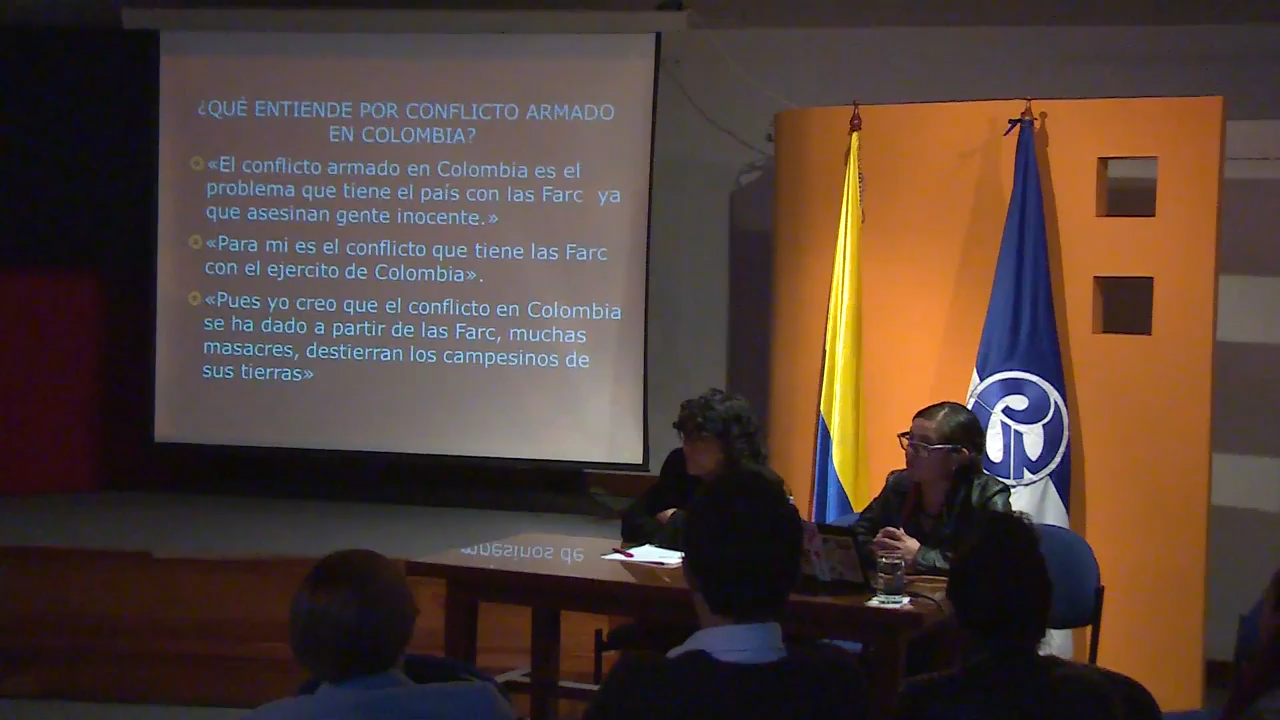 ¿QUÉ ENTIENDE POR CONFLICTO ARMADO
EN COLOMBIA?
«El conflicto armado en Colombia es el
problema que tiene el país con las Farc ya
que asesinan gente inocente.»
«Para mi es el conflicto que tiene las Farc
con el ejercito de Colombia».
«Pues yo creo que el conflicto en Colombia
se ha dado a partir de las Farc, muchas
masacres, destierran los campesinos de
sus tierras»